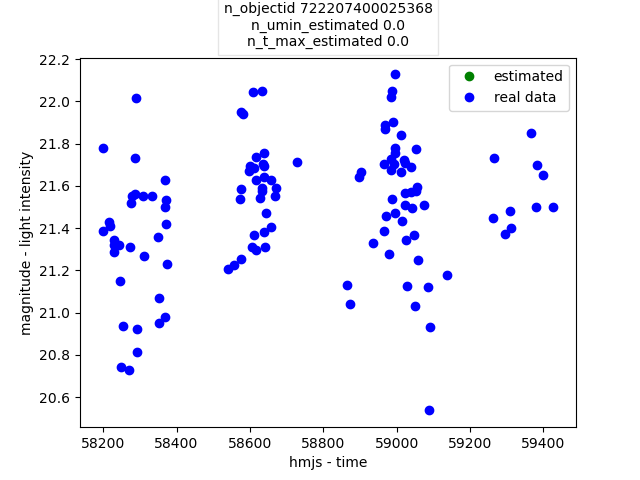 n_objectid 722207400025368
n_umin_estimated 0.0
n_t_max_estimated 0.0
22.2
22.0
21.8
21.6
21.4
21.2
21.0
20.8
20.6
magnitude - light intensity
estimated
real data
58200 58400 58600 58800 59000 59200 59400
hmjs - time